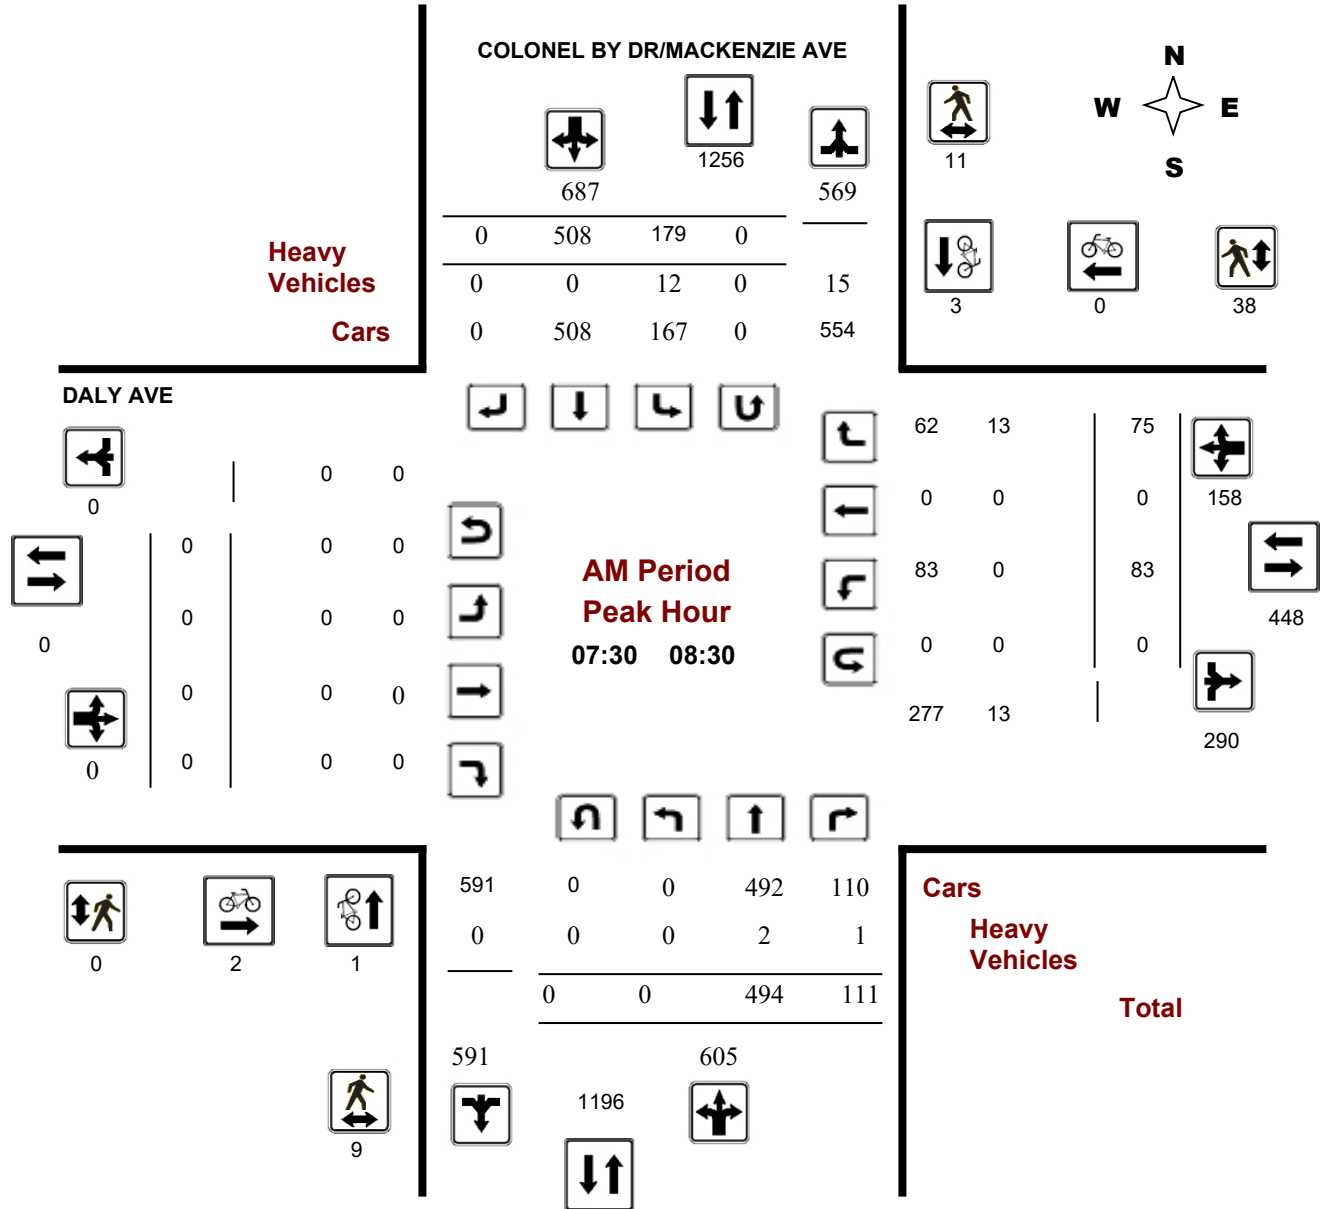 COLONEL BY DR/MACKENZIE AVE
N
W E
S
1256
11
687 569
0 508 179 0
Heavy
Vehicles
0 0 12 0 15
3 0 38
Cars
0 508 167 0 554
DALY AVE
62 13 75
0 0
0
0 0 0 158
0 0 0
AM Period
Peak Hour
07:30 08:30
83 0 83
0 0 0
448
0
0 0 0
0 0 0
277 13
290
0
0 0 0
591 0 0 492 110
Cars
0 0 0 2 1
Heavy
Vehicles
0 2 1
0 0 494 111
Total
591 605
1196
9